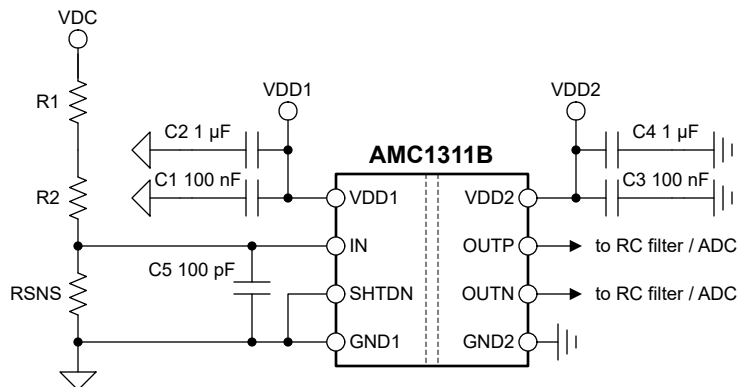 VDC
R1
VDD1
VDD2
C2 1 µF
C4 1 µF
AMC1311B
C1 100 nF
C3 100 nF
R2
VDD1
VDD2
IN
OUTP
to RC filter / ADC
C5 100 pF
RSNS
SHTDN
OUTN
to RC filter / ADC
GND1
GND2